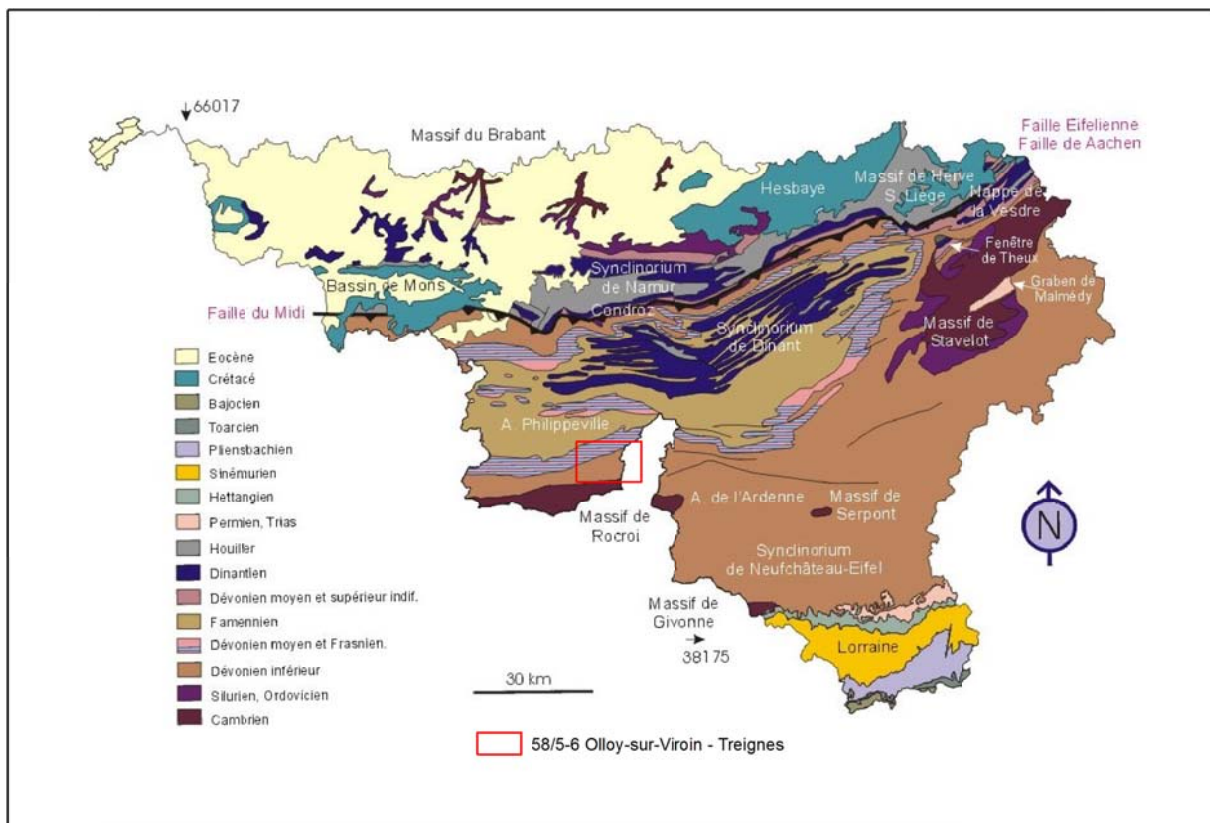 66017
Massif du Brabant
Faille Eifelienne
Faille de Aachen
Hesbaye
Massif de Herve
S. Liège
Nappe de
la Vesdre
Fenêtre
de Theux
Graben de
Malmédy
Massif de
Stavelot
Synclinorium
de Namur
Bassin de Mons
Faille du Midi
Condroz
Synclinorium
de Dinant
A. Philippeville
A. de l'Ardenne
Massif de
Serpont
Massif de
Rocroi
Synclinorium
de Neufchâteau-Eifel
Massif de
Givonne
38175
Lorraine
N
Eocène
Crétacé
Bajocien
Toarcien
Pliensbachien
Sinémurien
Hettangien
Permien, Trias
Houiller
Dinantien
Dévonien moyen et supérieur indif.
Famennien
Dévonien moyen et Frasnien.
Dévonien inférieur
Silurien, Ordovicien
Cambrien
30 km
58/5-6 Olloy-sur-Viroin - Treignes